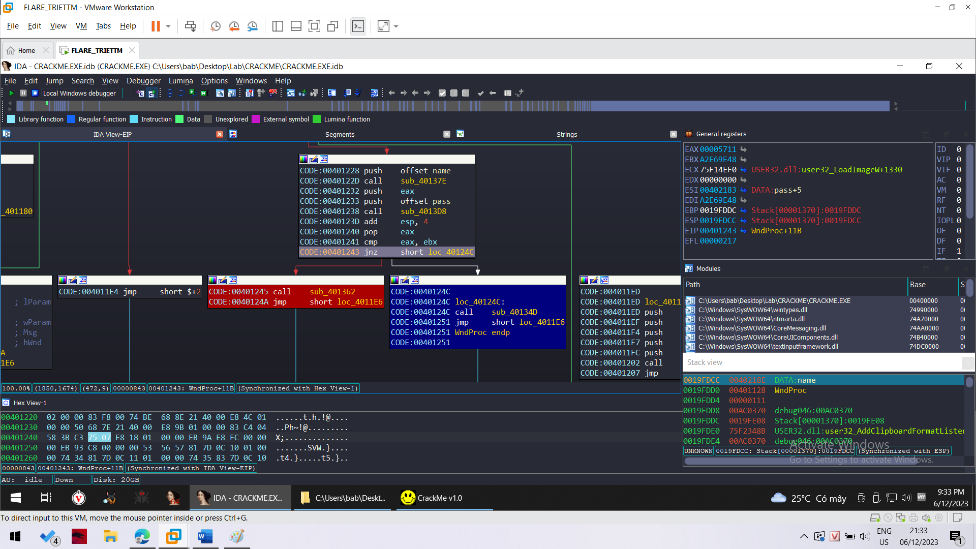 FLARE_TRIETTM - VMware Workstation
File Edit View VM Tabs Help
Home FLARE_TRIETTM
IDA - CRACKME.EXE.idb (CRACKME.EXE) C:\Users\bab\Desktop\Lab\CRACKME\CRACKME.EXE.idb
File Edit Jump Search View Debugger Lumina Options Windows Help
Local Windows debugger
Library function Regular function Instruction Data Unexplored External symbol Lumina function
IDA View-EIP Segments Strings
CODE:00401228 push offset name
CODE:0040122D call sub_40137E
CODE:00401232 push eax
CODE:00401233 push offset pass
CODE:00401238 call sub_4013D8
CODE:0040123D add esp, 4
CODE:00401240 pop eax
CODE:00401241 cmp eax, ebx
CODE:00401243 jnz short loc_40124C
_401180
; lParam
; wParam
; Msg
; hWnd
A
11E6
CODE:004011E4 jmp
CODE:00401245 call sub_401362
CODE:0040124A jmp short loc_4011E6
CODE:0040124C
CODE:0040124C loc_40124C:
CODE:0040124C call sub_40134D
CODE:00401251 jmp short loc_4011E6
CODE:00401251 WndProc endp
CODE:00401251
CODE:004011ED
CODE:004011ED loc_4011
CODE:004011ED push
CODE:004011EF push
CODE:004011F4 push
CODE:004011F7 push
CODE:004011FC push
CODE:00401202 call
CODE:00401207 jmp
100.00% (1850,1674) (472,9) 00000843 00401243: WndProc+11B (Synchronized with Hex View-1)
Hex View-1
00401220 02 00 00 83 F8 00 74 BE 68 8E 21 40 00 E8 4C 01 ......t.h.!@....
00401230 00 00 50 68 7E 21 40 00 E8 9B 01 00 00 83 C4 04 ..Ph~!@.........
00401240 58 3B C3 75 07 E8 18 01 00 00 EB 9A E8 FC 00 00
00401250 00 EB 93 C8 00 00 00 53 56 57 81 7D 0C 10 01 00
00401260 00 74 34 81 7D 0C 11 01 00 00 74 35 83 7D 0C 10
00000843 00401243: WndProc+11B (Synchronized with IDA View-EIP)
AU: idle Down Disk: 20GB
General registers
EAX 00005711
EBX A2E69E48
ECX 75F14EE0 USER32.dll:user32_LoadImageW+1330
EDX 00000000
ESI 00402183 DATA:pass+5
EDI A2E69C48
EBP 0019FDDC Stack[00001370]:0019FDDC
ESP 0019FDCC Stack[00001370]:0019FDCC
EIP 00401243 WndProc+11B
EFL 00000217
ID 0
VIP 0
VIF 0
AC 0
VM 0
RF 0
NT 0
IOPL 0
OF 0
DF 0
IF 1
Modules
Path Base S
C:\Users\bab\Desktop\Lab\CRACKME\CRACKME.EXE 00400000 00
C:\Windows\SysWOW64\wintypes.dll 74990000 00
C:\Windows\SysWOW64\ntmarta.dll 74A70000 00
C:\Windows\SysWOW64\CoreMessaging.dll 74AA0000 00
C:\Windows\SysWOW64\CoreUIComponents.dll 74B40000 00
C:\Windows\SysWOW64\textinputframework.dll 74DC0000 00
Stack view
0019FDCC 0040218E DATA:name
0019FDD0 00401128 WndProc
0019FDD4 00000111
0019FDD8 00AC0370 debug046:00AC0370
0019FDDC 0019FE08 Stack[00001370]:0019FE08
0019FDE0 75F23488 USER32.dll:user32_AddClipboardFormatListen
0019FDE4 00AC0370 debug046:00AC0370
UNKNOWN 0019FDCC: Stack[00001370]:0019FDCC (Synchronized with ESP)
Activate Windows
Go to Settings to activate Windows.
IDA - CRACKME.EXE... C:\Users\bab\Deskt... CrackMe v1.0
25°C Có mây
9:33 PM
6/12/2023
To direct input to this VM, move the mouse pointer inside or press Ctrl+G.
4
ENG
US
21:33
06/12/2023
1